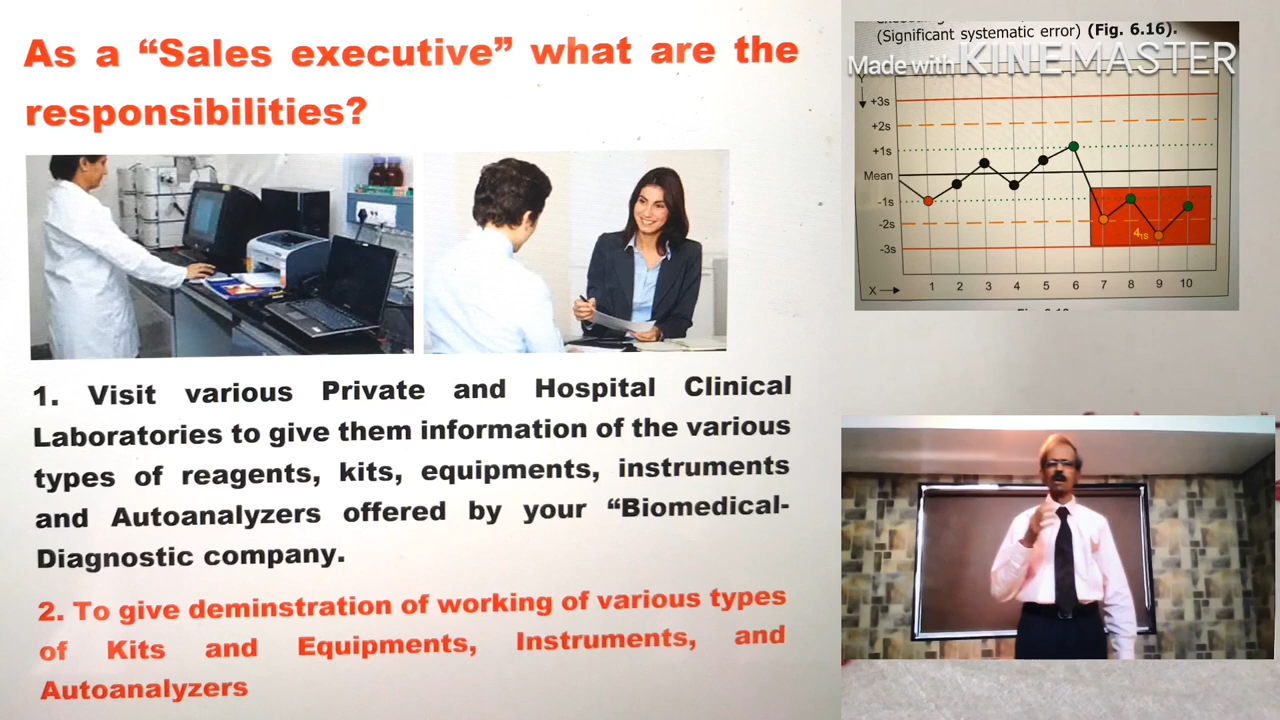 As a “Sales executive” what are the
responsibilities?
1. Visit various Private and Hospital Clinical
Laboratories to give them information of the various
types of reagents, kits, equipments, instruments
and Autoanalyzers offered by your “Biomedical-
Diagnostic company.
2. To give deminstration of working of various types
of Kits and Equipments, Instruments, and
Autoanalyzers
(Significant systematic error) (Fig. 6.16).
Made with KINEMASTER
+3s
+2s
+1s
Mean
-1s
-2s
-3s
41s
X
1 2 3 4 5 6 7 8 9 10